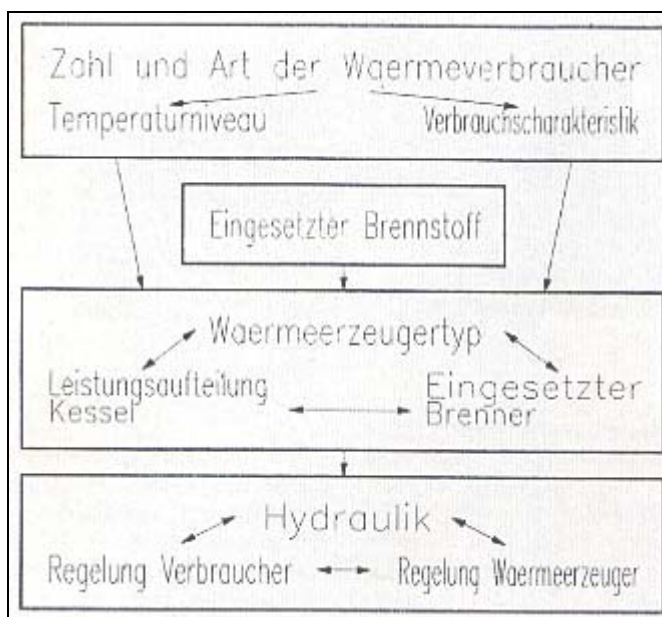 Zahl und Art der Waermeverbraucher
Temperaturniveau Verbrauchscharakteristik
Eingesetzter Brennstoff
Waermeerzeugertyp
Leistungsaufteilung Eingesetzter
Kessel Brenner
Hydraulik
Regelung Verbraucher Regelung Waermeerzeuger